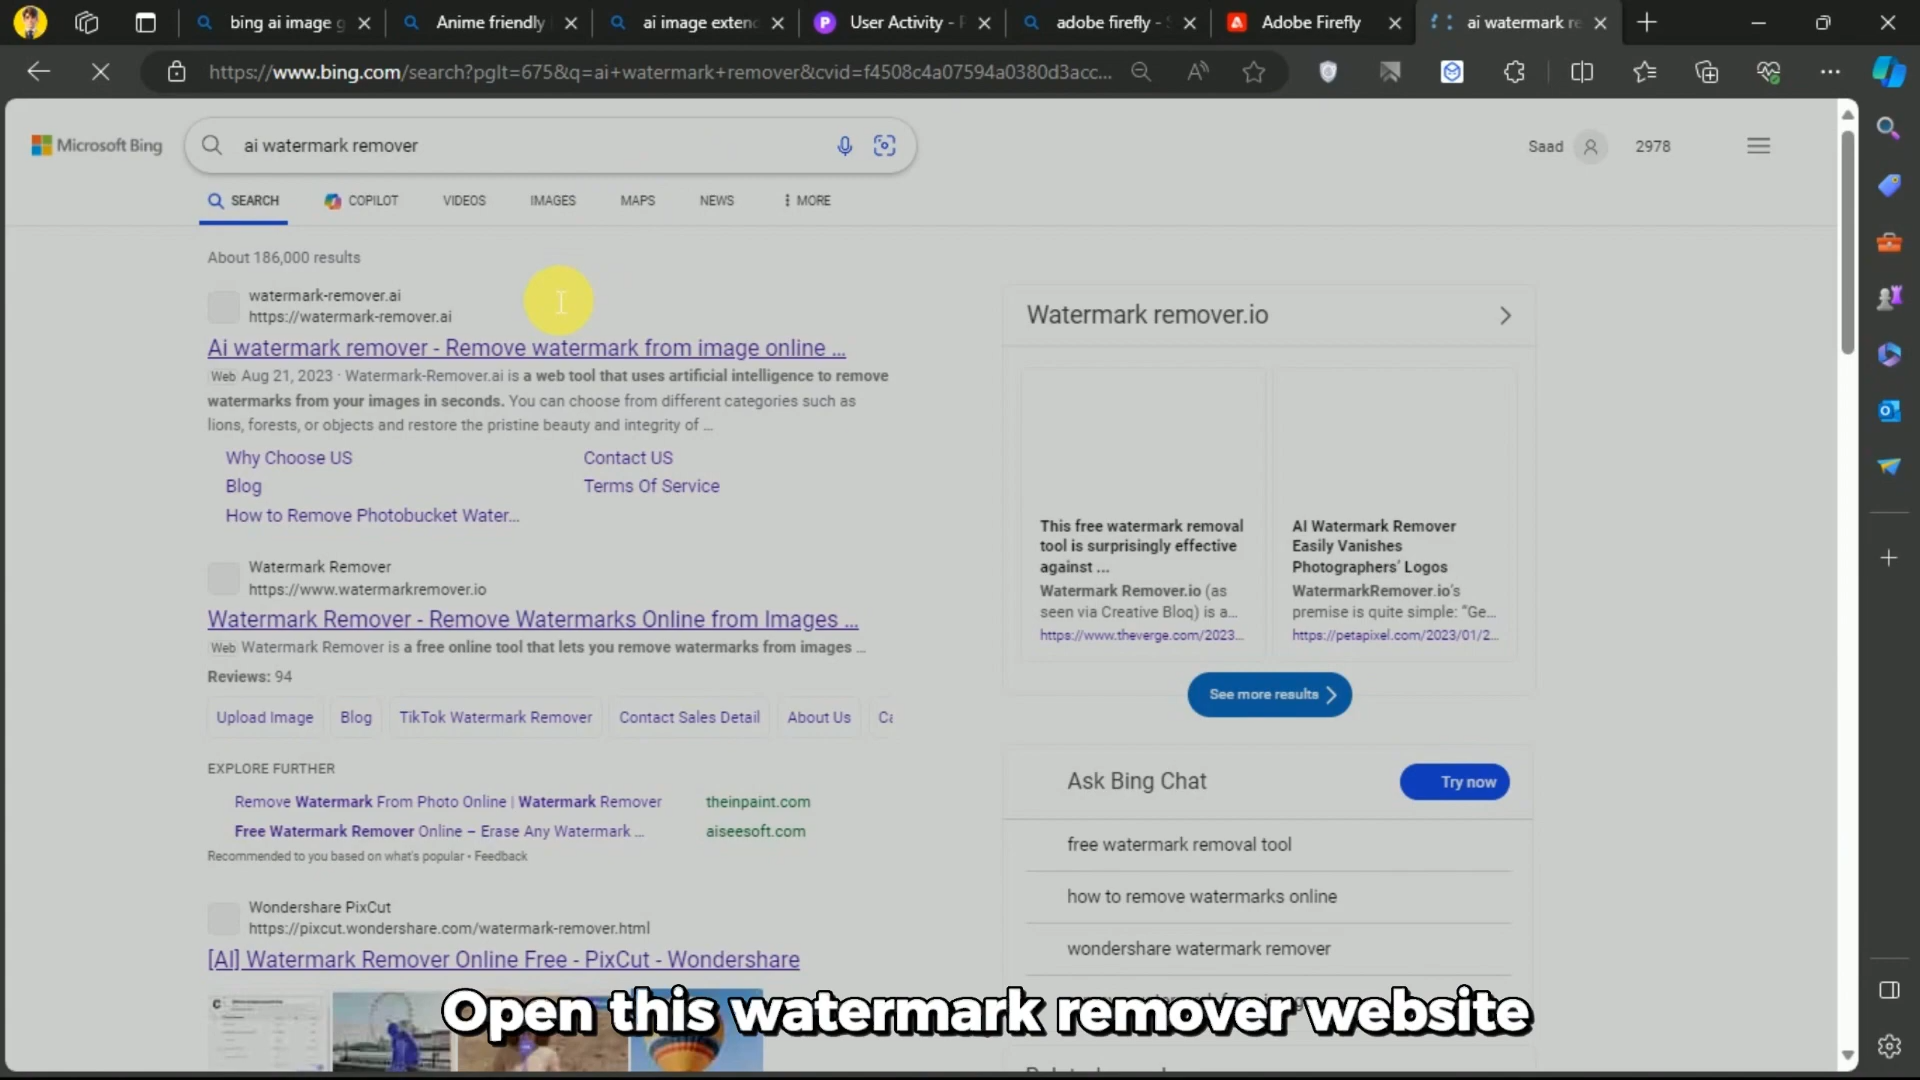 bing ai image g
Anime friendly
ai image exten
User Activity -
adobe firefly -
Adobe Firefly
ai watermark re
https://www.bing.com/search?pglt=675&q=ai+watermark+remover&cvid=f4508c4a07594a0380d3acc...
Microsoft Bing
ai watermark remover
Saad
2978
SEARCH
COPILOT
VIDEOS
IMAGES
MAPS
NEWS
MORE
About 186,000 results
watermark-remover.ai
https://watermark-remover.ai
Ai watermark remover - Remove watermark from image online ...
Web Aug 21, 2023 · Watermark-Remover.ai is a web tool that uses artificial intelligence to remove
watermarks from your images in seconds. You can choose from different categories such as
lions, forests, or objects and restore the pristine beauty and integrity of ...
Why Choose US
Contact US
Blog
Terms Of Service
How to Remove Photobucket Water...
Watermark Remover
https://www.watermarkremover.io
Watermark Remover - Remove Watermarks Online from Images ...
Web Watermark Remover is a free online tool that lets you remove watermarks from images ...
Reviews: 94
Upload Image
Blog
TikTok Watermark Remover
Contact Sales Detail
About Us
Ca
EXPLORE FURTHER
Remove Watermark From Photo Online | Watermark Remover
theinpaint.com
Free Watermark Remover Online – Erase Any Watermark ...
aiseesoft.com
Recommended to you based on what's popular • Feedback
Wondershare PixCut
https://pixcut.wondershare.com/watermark-remover.html
[AI] Watermark Remover Online Free - PixCut - Wondershare
Watermark remover.io
This free watermark removal
tool is surprisingly effective
against ...
Watermark Remover.io (as
seen via Creative Bloq) is a...
https://www.theverge.com/2023...
AI Watermark Remover
Easily Vanishes
Photographers' Logos
WatermarkRemover.io's
premise is quite simple: “Ge...
https://petapixel.com/2023/01/2...
See more results
Ask Bing Chat
Try now
free watermark removal tool
how to remove watermarks online
wondershare watermark remover
Open this watermark remover website